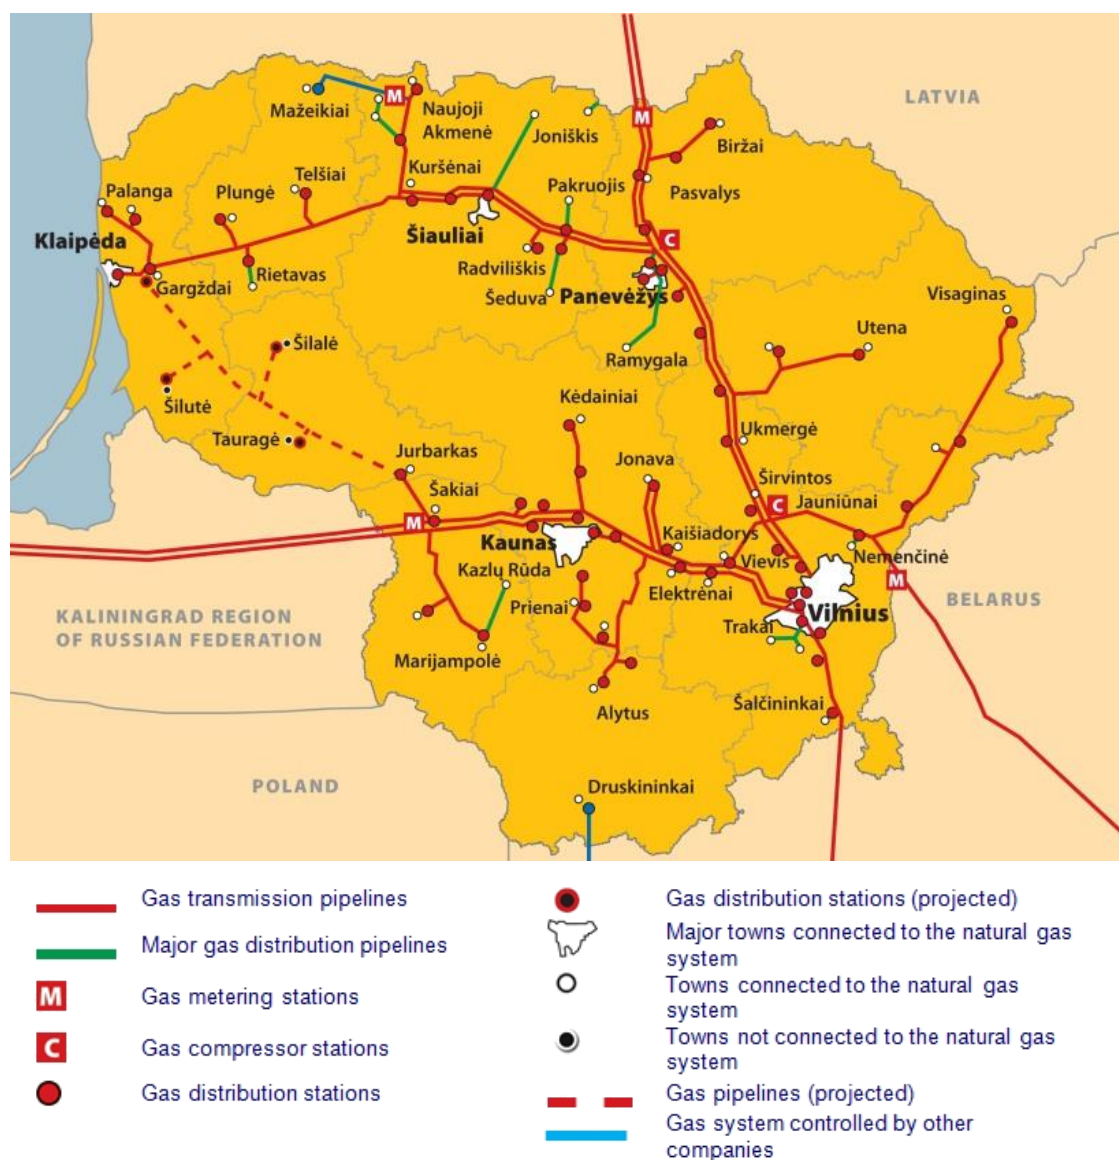 LATVIA
M
Mažeikiai
M
Naujoji
Akmenė
Joniškis
Biržai
Kuršėnai
Telšiai
Palanga
Plungė
Pakruojis
Pasvalys
Klaipėda
Šiauliai
C
Radviliškis
Rietavas
Gargždai
Šeduva
Panevėžys
Visaginas
Utena
Šilalė
Ramygala
Šilutė
Kėdainiai
Tauragė
Ukmergė
Jurbarkas
Jonava
Širvintos
Šakiai
C
Jauniūnai
M
Kaunas
Kaišiadorys
Vievis
Nemenčinė
Kazlų Rūda
M
Elektrėnai
BELARUS
KALININGRAD REGION
OF RUSSIAN FEDERATION
Prienai
Vilnius
Trakai
Marijampolė
Alytus
Šalčininkai
POLAND
Druskininkai
Gas transmission pipelines
Major gas distribution pipelines
M
Gas metering stations
C
Gas compressor stations
Gas distribution stations
Gas distribution stations (projected)
Major towns connected to the natural gas
system
Towns connected to the natural gas
system
Towns not connected to the natural gas
system
Gas pipelines (projected)
Gas system controlled by other
companies